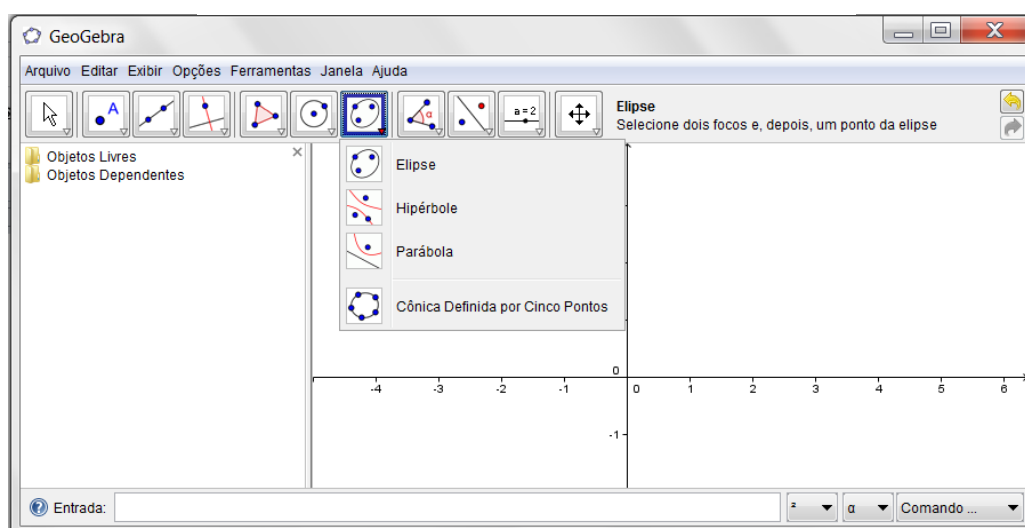 GeoGebra
Arquivo Editar Exibir Opções Ferramentas Janela Ajuda
A
α
a=2
Elipse
Selecione dois focos e, depois, um ponto da elipse
Objetos Livres
Objetos Dependentes
Elipse
Hipérbole
Parábola
Cônica Definida por Cinco Pontos
0
-4 -3 -2 -1 0 1 2 3 4 5 6
-1
Entrada: ² α Comando ...